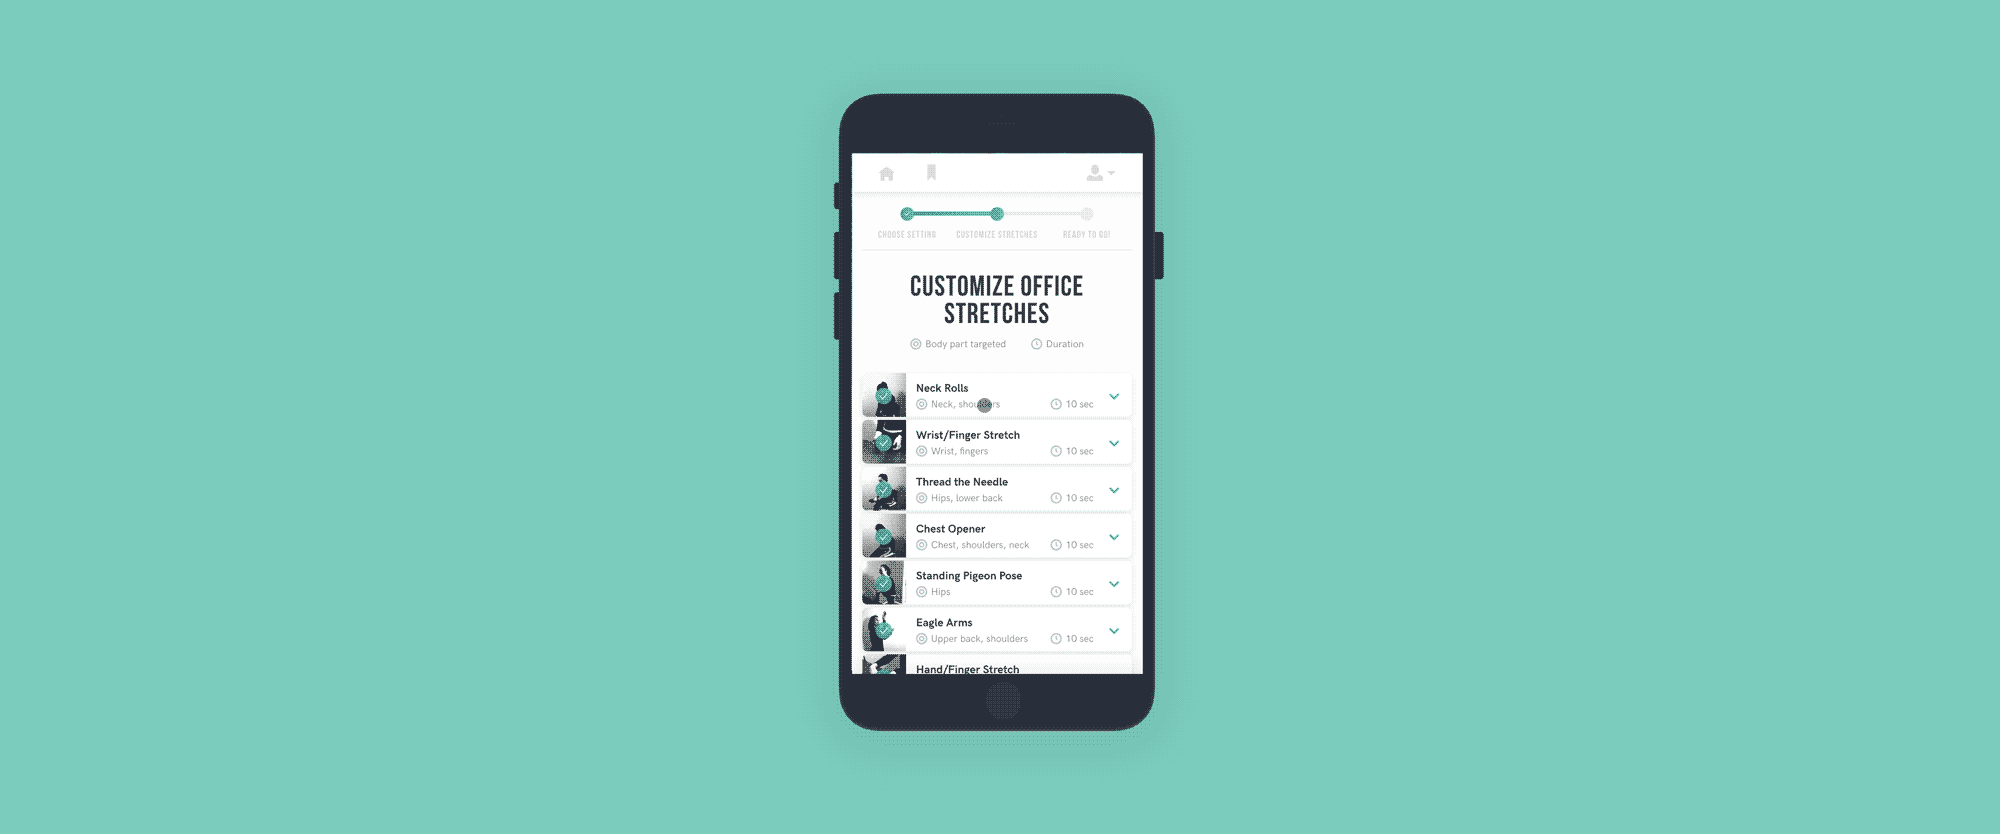 CHOOSE SETTING CUSTOMIZE STRETCHES READY TO GO!
CUSTOMIZE OFFICE
STRETCHES
Body part targeted Duration
Neck Rolls
Neck, shoulders 10 sec
Wrist/Finger Stretch
Wrist, fingers 10 sec
Thread the Needle
Hips, lower back 10 sec
Chest Opener
Chest, shoulders, neck 10 sec
Standing Pigeon Pose
Hips 10 sec
Eagle Arms
Upper back, shoulders 10 sec
Hand/Finger Stretch